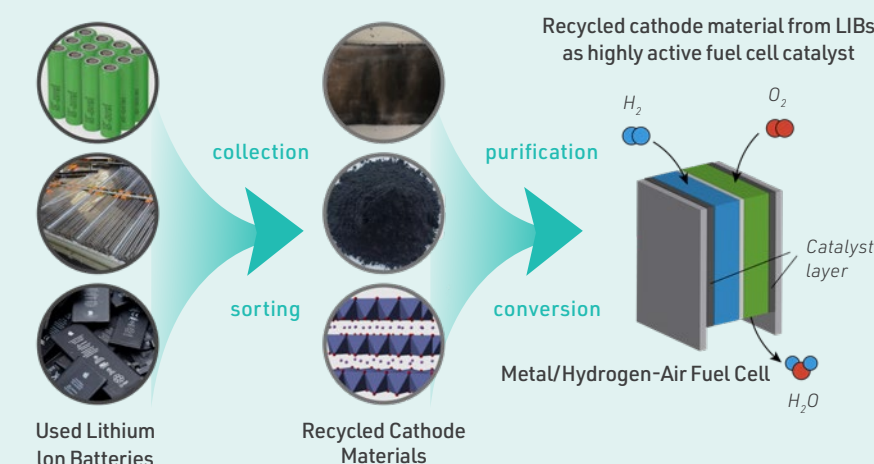 Recycled cathode material from LIBs
as highly active fuel cell catalyst
H₂
O₂
collection
purification
sorting
conversion
Catalyst
layer
Metal/Hydrogen-Air Fuel Cell
H₂O
Used Lithium
Ion Batteries
Recycled Cathode
Materials